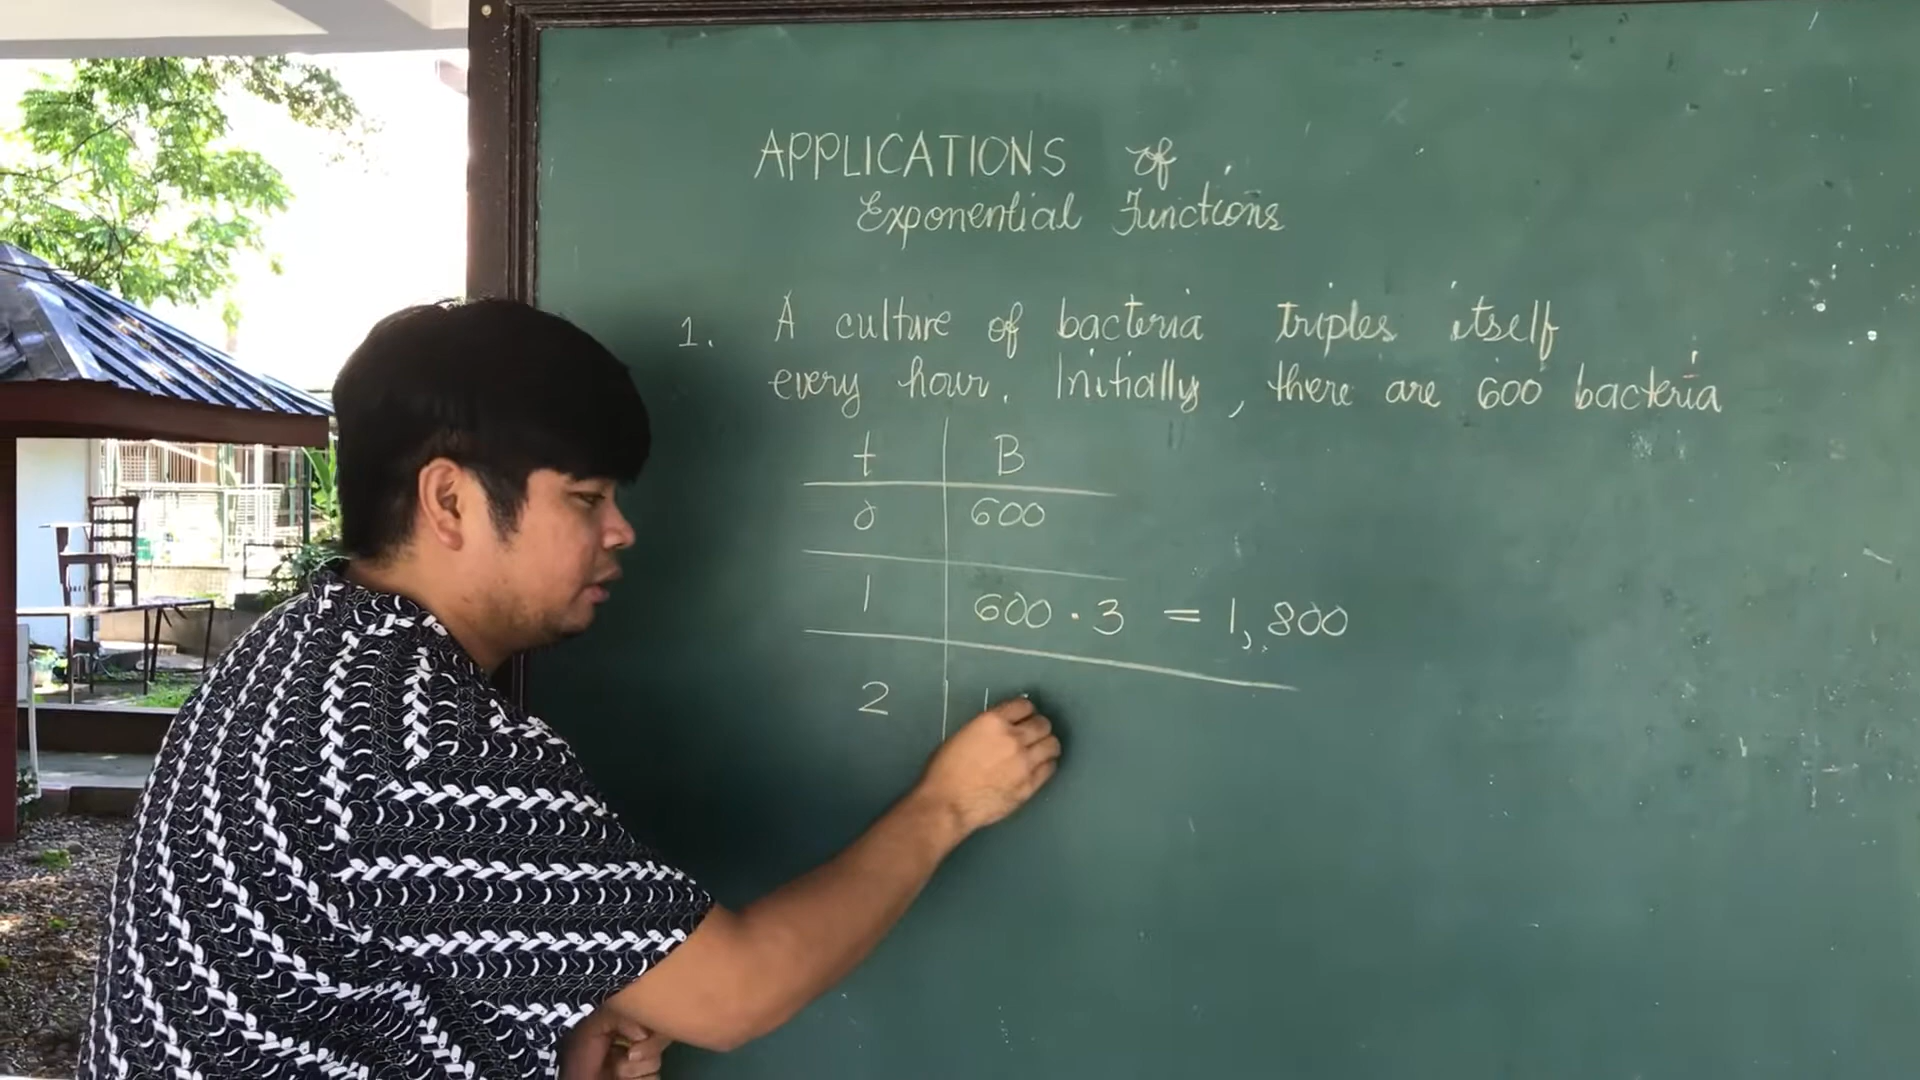 APPLICATIONS of
Exponential Functions
1. A culture of bacteria triples itself
every hour. Initially, there are 600 bacteria
t B
0 600
1 600 · 3 = 1,800
2 1